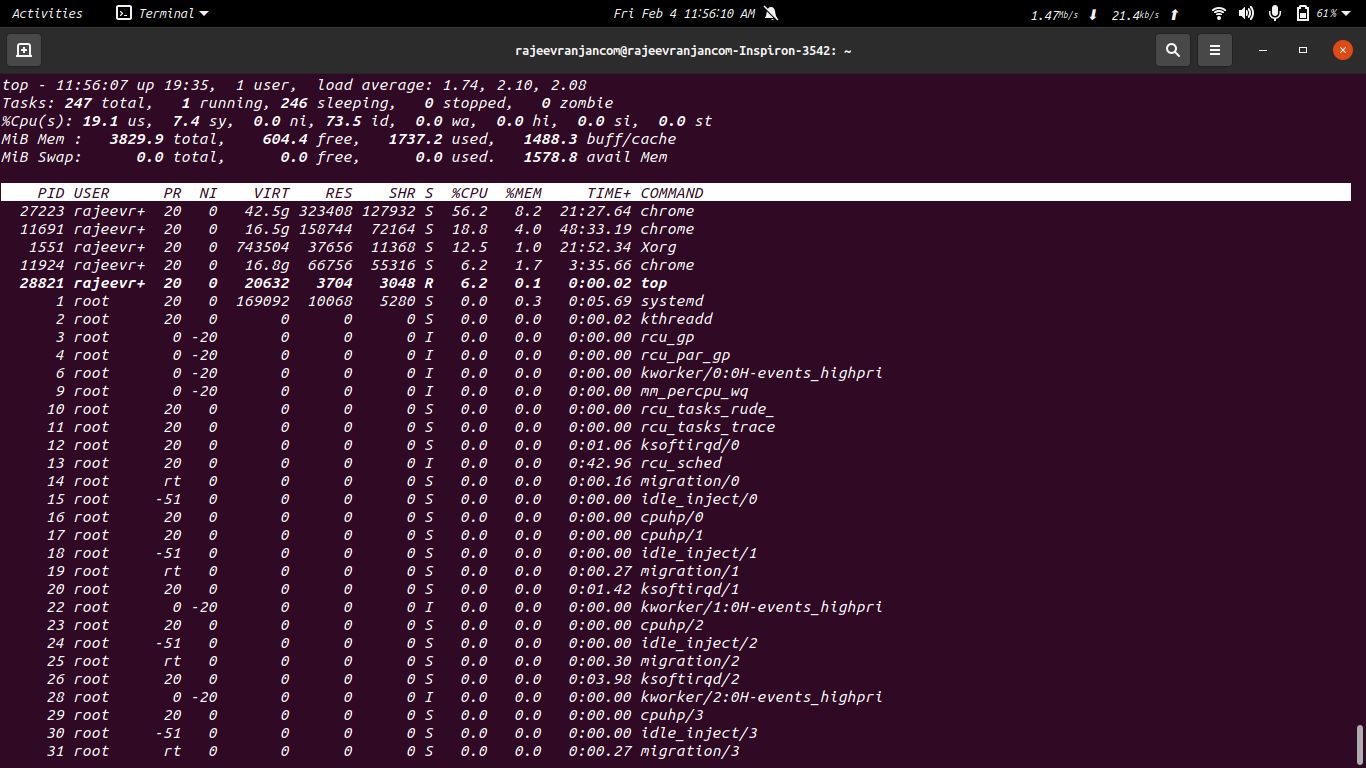 Activities Terminal Fri Feb 4 11:56:10 AM 1.47Mb/s 21.4kb/s 61%
rajeevranjancom@rajeevranjancom-Inspiron-3542: ~
top - 11:56:07 up 19:35,  1 user,  load average: 1.74, 2.10, 2.08
Tasks: 247 total,   1 running, 246 sleeping,   0 stopped,   0 zombie
%Cpu(s): 19.1 us,  7.4 sy,  0.0 ni, 73.5 id,  0.0 wa,  0.0 hi,  0.0 si,  0.0 st
MiB Mem :   3829.9 total,    604.4 free,   1737.2 used,   1488.3 buff/cache
MiB Swap:      0.0 total,      0.0 free,      0.0 used.   1578.8 avail Mem
PID USER PR NI VIRT RES SHR S %CPU %MEM TIME+ COMMAND
27223 rajeevr+ 20 0 42.5g 323408 127932 S 56.2 8.2 21:27.64 chrome
11691 rajeevr+ 20 0 16.5g 158744 72164 S 18.8 4.0 48:33.19 chrome
1551 rajeevr+ 20 0 743504 37656 11368 S 12.5 1.0 21:52.34 Xorg
11924 rajeevr+ 20 0 16.8g 66756 55316 S 6.2 1.7 3:35.66 chrome
28821 rajeevr+ 20 0 20632 3704 3048 R 6.2 0.1 0:00.02 top
1 root 20 0 169092 10068 5280 S 0.0 0.3 0:05.69 systemd
2 root 20 0 0 0 0 S 0.0 0.0 0:00.02 kthreadd
3 root 0 -20 0 0 0 I 0.0 0.0 0:00.00 rcu_gp
4 root 0 -20 0 0 0 I 0.0 0.0 0:00.00 rcu_par_gp
6 root 0 -20 0 0 0 I 0.0 0.0 0:00.00 kworker/0:0H-events_highpri
9 root 0 -20 0 0 0 I 0.0 0.0 0:00.00 mm_percpu_wq
10 root 20 0 0 0 0 S 0.0 0.0 0:00.00 rcu_tasks_rude_
11 root 20 0 0 0 0 S 0.0 0.0 0:00.00 rcu_tasks_trace
12 root 20 0 0 0 0 S 0.0 0.0 0:01.06 ksoftirqd/0
13 root 20 0 0 0 0 I 0.0 0.0 0:42.96 rcu_sched
14 root rt 0 0 0 0 S 0.0 0.0 0:00.16 migration/0
15 root -51 0 0 0 0 S 0.0 0.0 0:00.00 idle_inject/0
16 root 20 0 0 0 0 S 0.0 0.0 0:00.00 cpuhp/0
17 root 20 0 0 0 0 S 0.0 0.0 0:00.00 cpuhp/1
18 root -51 0 0 0 0 S 0.0 0.0 0:00.00 idle_inject/1
19 root rt 0 0 0 0 S 0.0 0.0 0:00.27 migration/1
20 root 20 0 0 0 0 S 0.0 0.0 0:01.42 ksoftirqd/1
22 root 0 -20 0 0 0 I 0.0 0.0 0:00.00 kworker/1:0H-events_highpri
23 root 20 0 0 0 0 S 0.0 0.0 0:00.00 cpuhp/2
24 root -51 0 0 0 0 S 0.0 0.0 0:00.00 idle_inject/2
25 root rt 0 0 0 0 S 0.0 0.0 0:00.30 migration/2
26 root 20 0 0 0 0 S 0.0 0.0 0:03.98 ksoftirqd/2
28 root 0 -20 0 0 0 I 0.0 0.0 0:00.00 kworker/2:0H-events_highpri
29 root 20 0 0 0 0 S 0.0 0.0 0:00.00 cpuhp/3
30 root -51 0 0 0 0 S 0.0 0.0 0:00.00 idle_inject/3
31 root rt 0 0 0 0 S 0.0 0.0 0:00.27 migration/3